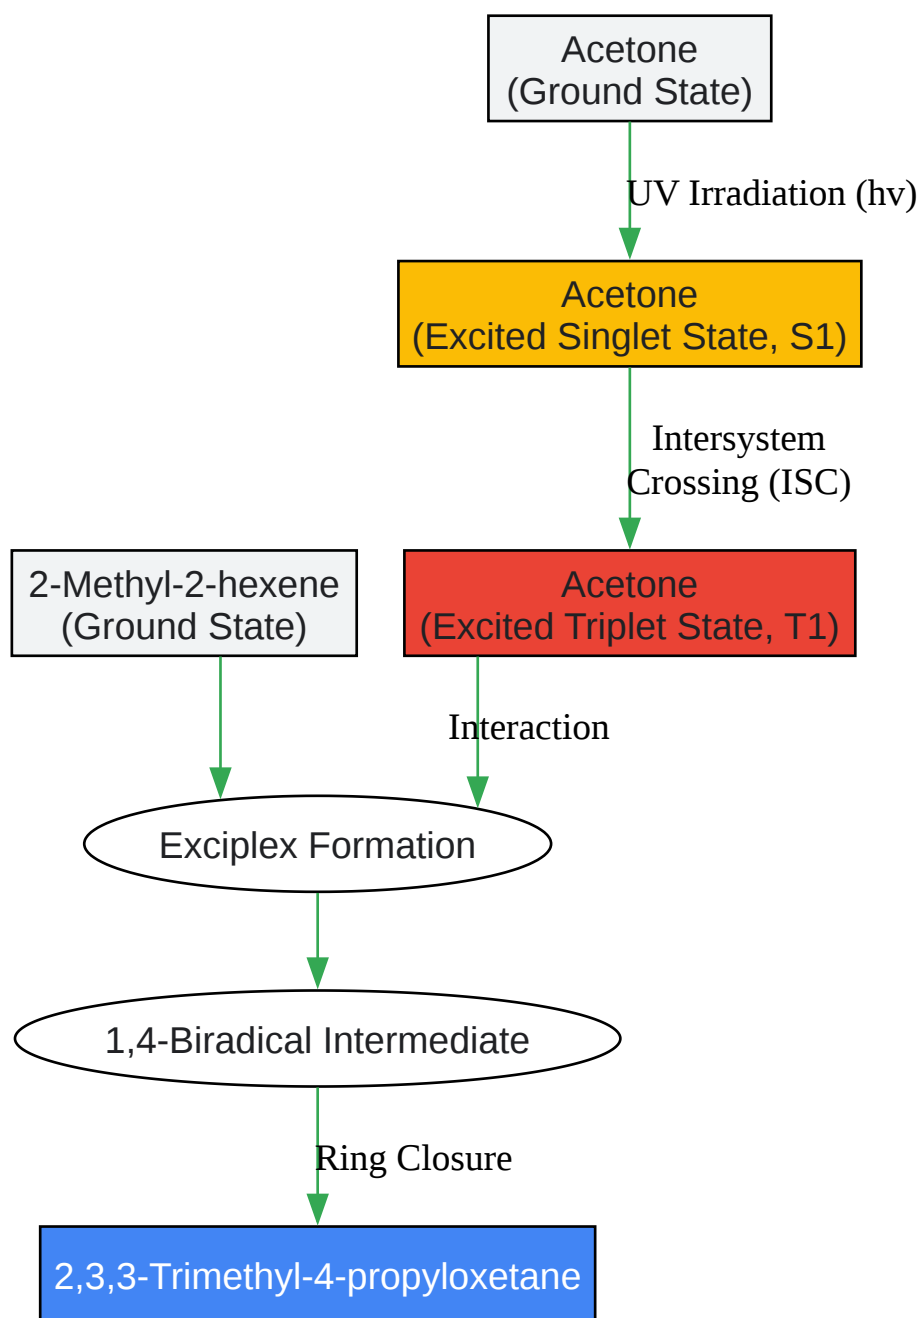 Acetone
(Ground State)
UV Irradiation (hv)
Acetone
(Excited Singlet State, S1)
Intersystem
Crossing (ISC)
2-Methyl-2-hexene
(Ground State)
Acetone
(Excited Triplet State, T1)
Interaction
Exciplex Formation
1,4-Biradical Intermediate
Ring Closure
2,3,3-Trimethyl-4-propyloxetane